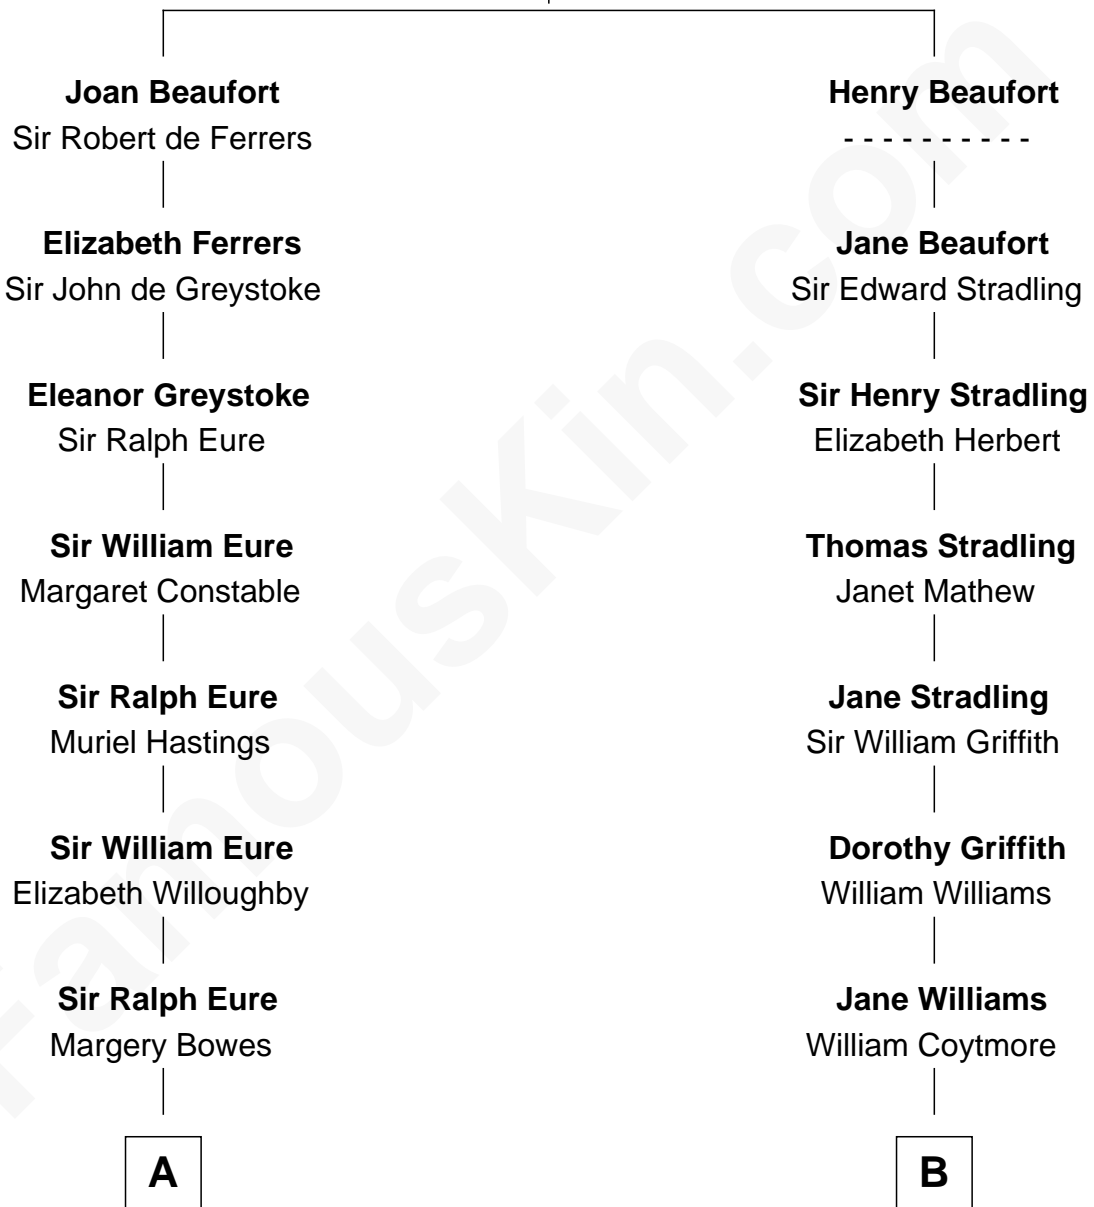 Joan Beaufort
Sir Robert de Ferrers
Elizabeth Ferrers
Sir John de Greystoke
Eleanor Greystoke
Sir Ralph Eure
Sir William Eure
Margaret Constable
Sir Ralph Eure
Muriel Hastings
Sir William Eure
Elizabeth Willoughby
Sir Ralph Eure
Margery Bowes
A
Henry Beaufort
- - - - - - - - - -
Jane Beaufort
Sir Edward Stradling
Sir Henry Stradling
Elizabeth Herbert
Thomas Stradling
Janet Mathew
Jane Stradling
Sir William Griffith
Dorothy Griffith
William Williams
Jane Williams
William Coytmore
B
FamousKin.com